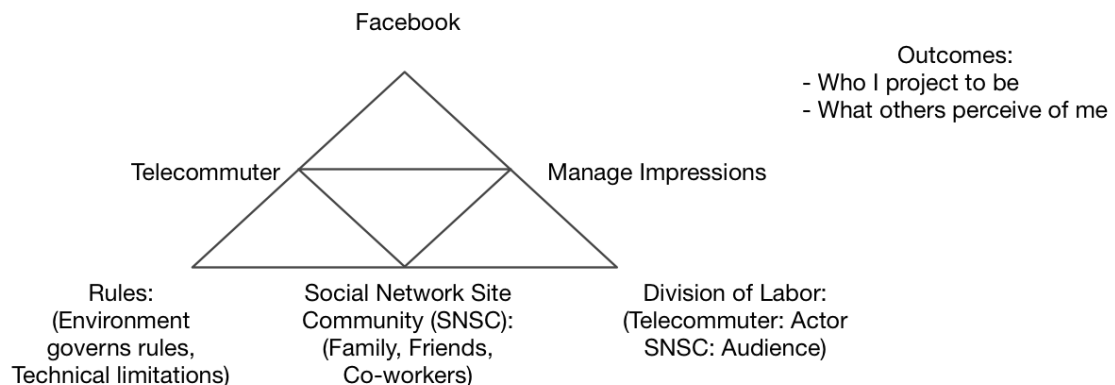 Facebook
Outcomes:
- Who I project to be
- What others perceive of me
Telecommuter
Manage Impressions
Rules:
(Environment
governs rules,
Technical limitations)
Social Network Site
Community (SNSC):
(Family, Friends,
Co-workers)
Division of Labor:
(Telecommuter: Actor
SNSC: Audience)